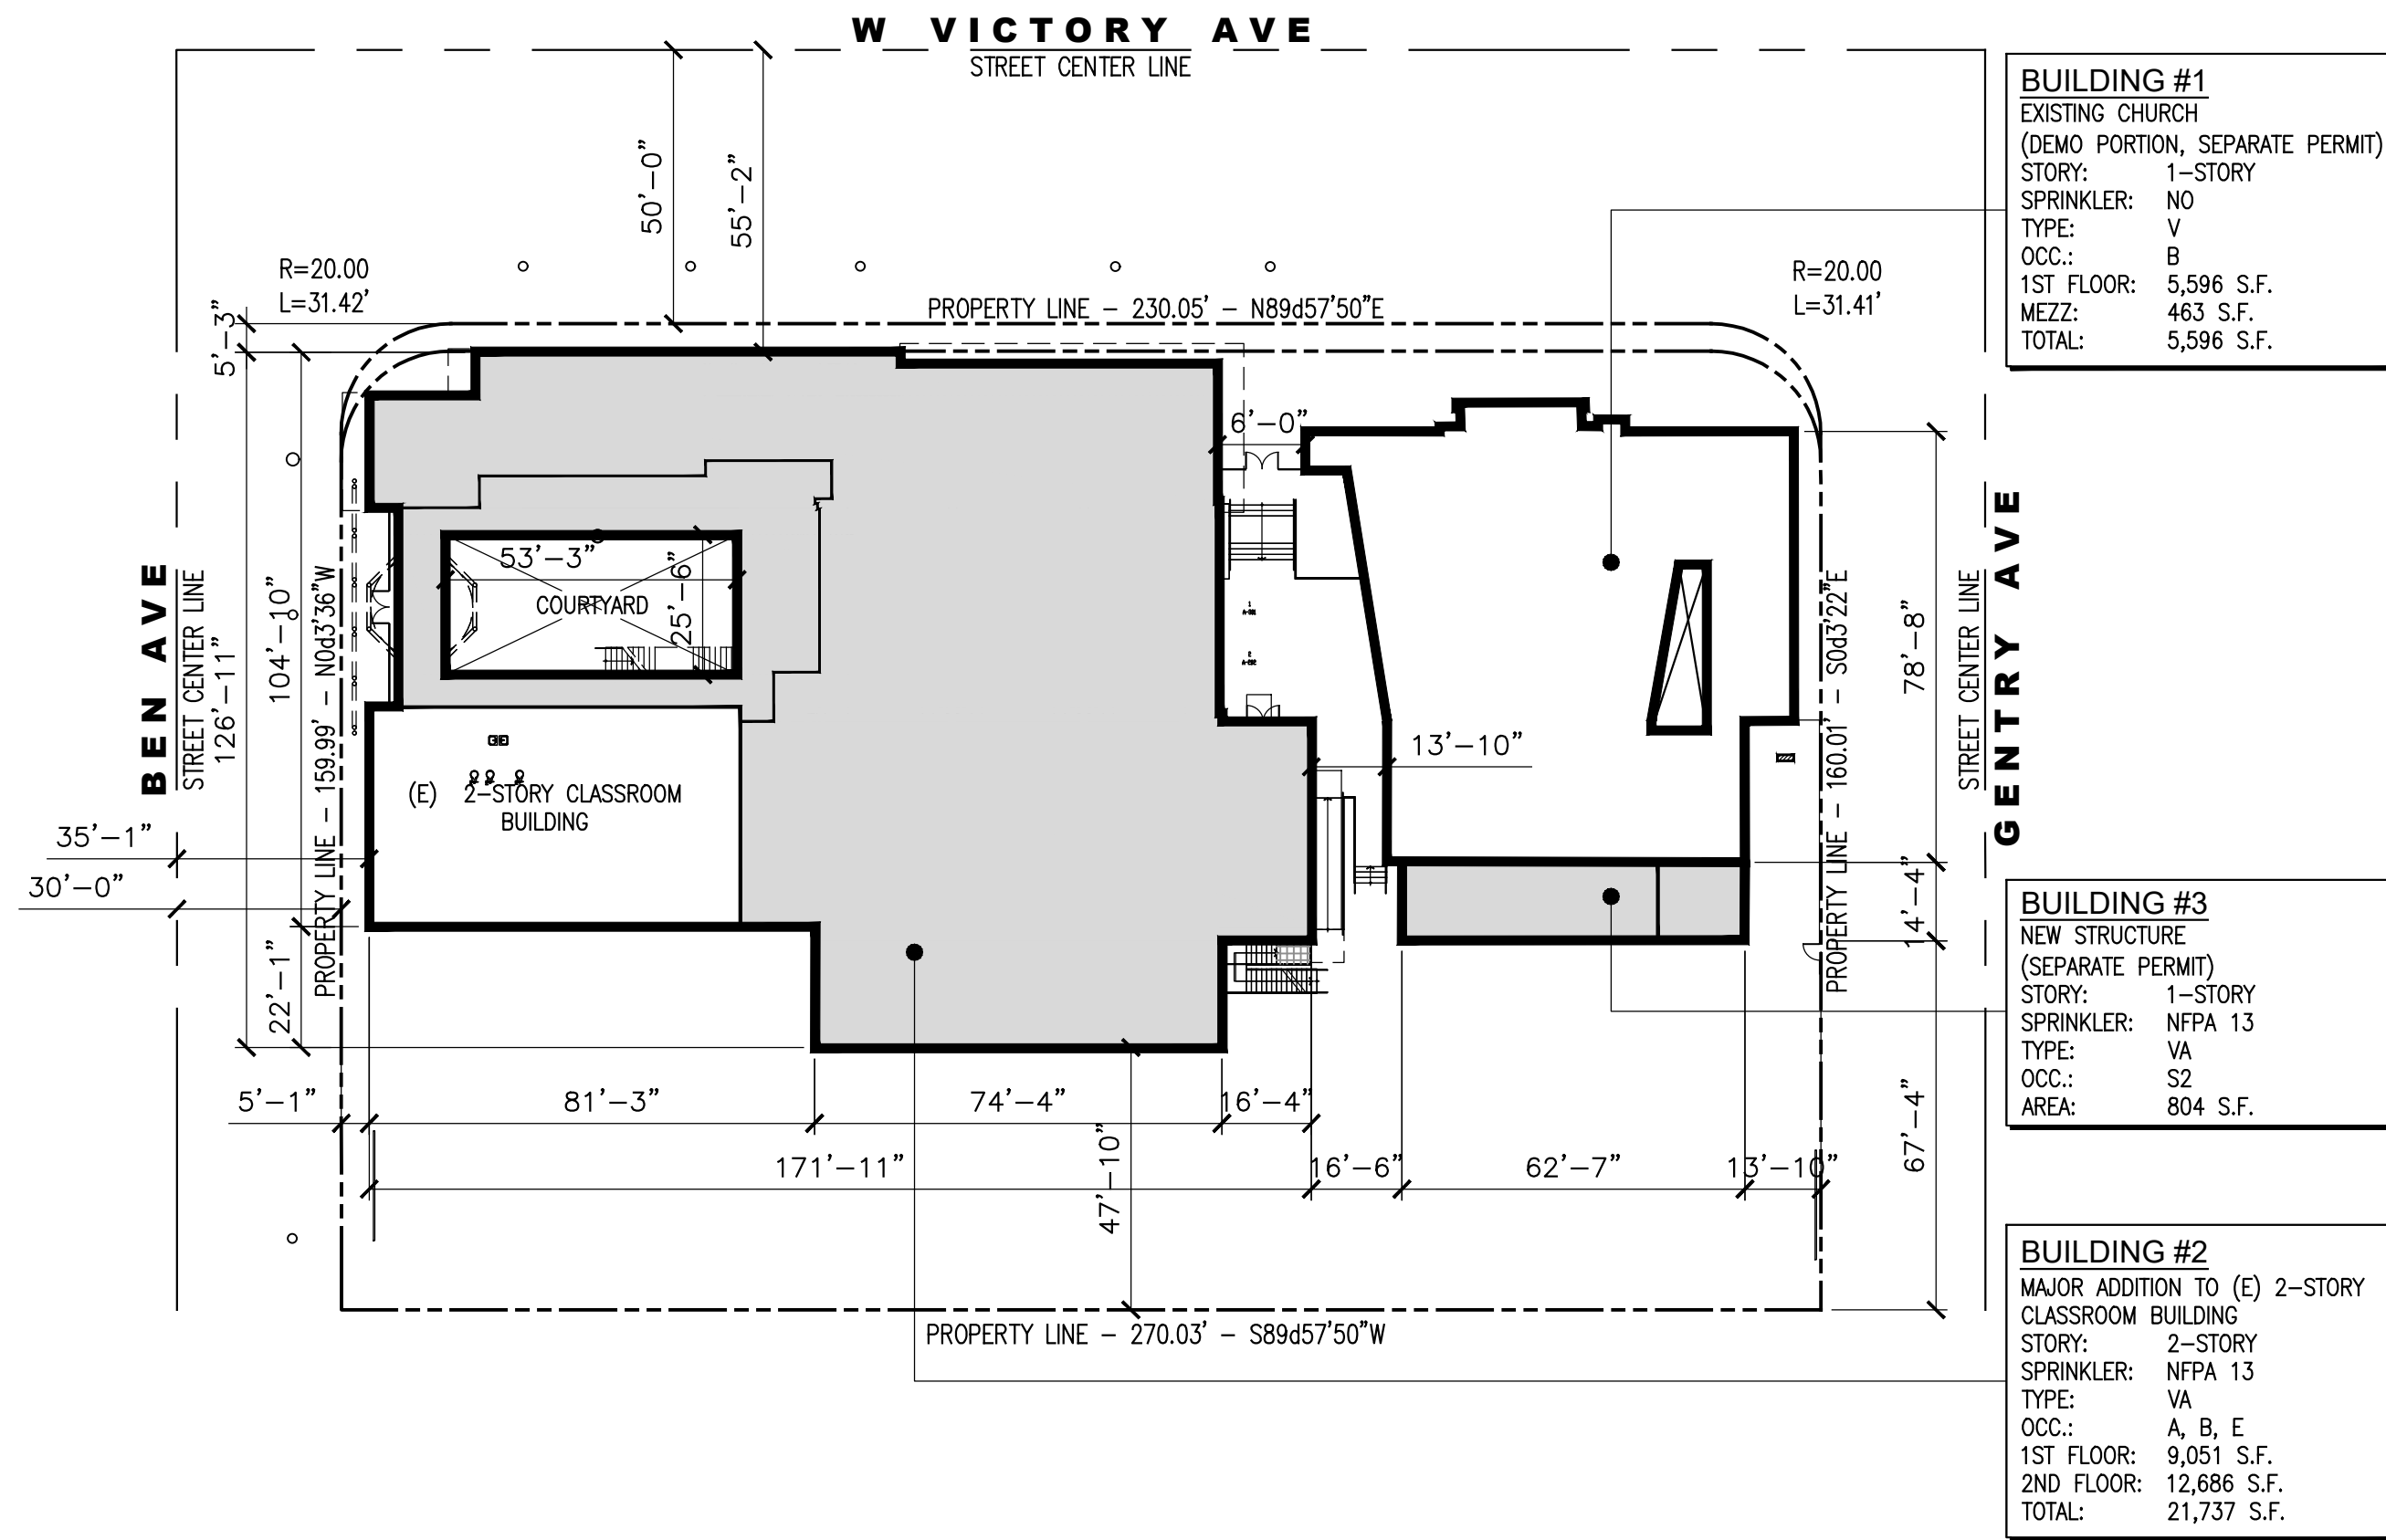 W VICTORY AVE
STREET CENTER LINE
50'-0"
55'-2"
R=20.00
L=31.42'
5'-3"
PROPERTY LINE - 230.05' - N89d57'50"E
R=20.00
L=31.41'
BUILDING #1
EXISTING CHURCH
(DEMO PORTION, SEPARATE PERMIT)
STORY: 1-STORY
SPRINKLER: NO
TYPE: V
OCC.: B
1ST FLOOR: 5,596 S.F.
MEZZ: 463 S.F.
TOTAL: 5,596 S.F.
6'-0"
53'-3"
25'-6"
COURTYARD
BEN AVE
STREET CENTER LINE
126'-11"
104'-10"
PROPERTY LINE - 159.99' - N0d3'36"W
(E) 2-STORY CLASSROOM
BUILDING
13'-10"
PROPERTY LINE - 160.01' - S0d3'22"E
78'-8"
STREET CENTER LINE
GENTRY AVE
35'-1"
30'-0"
22'-1"
14'-4"
BUILDING #3
NEW STRUCTURE
(SEPARATE PERMIT)
STORY: 1-STORY
SPRINKLER: NFPA 13
TYPE: VA
OCC.: S2
AREA: 804 S.F.
5'-1"
81'-3"
74'-4"
16'-4"
67'-4"
171'-11"
47'-10"
16'-6"
62'-7"
13'-10"
PROPERTY LINE - 270.03' - S89d57'50"W
BUILDING #2
MAJOR ADDITION TO (E) 2-STORY
CLASSROOM BUILDING
STORY: 2-STORY
SPRINKLER: NFPA 13
TYPE: VA
OCC.: A, B, E
1ST FLOOR: 9,051 S.F.
2ND FLOOR: 12,686 S.F.
TOTAL: 21,737 S.F.